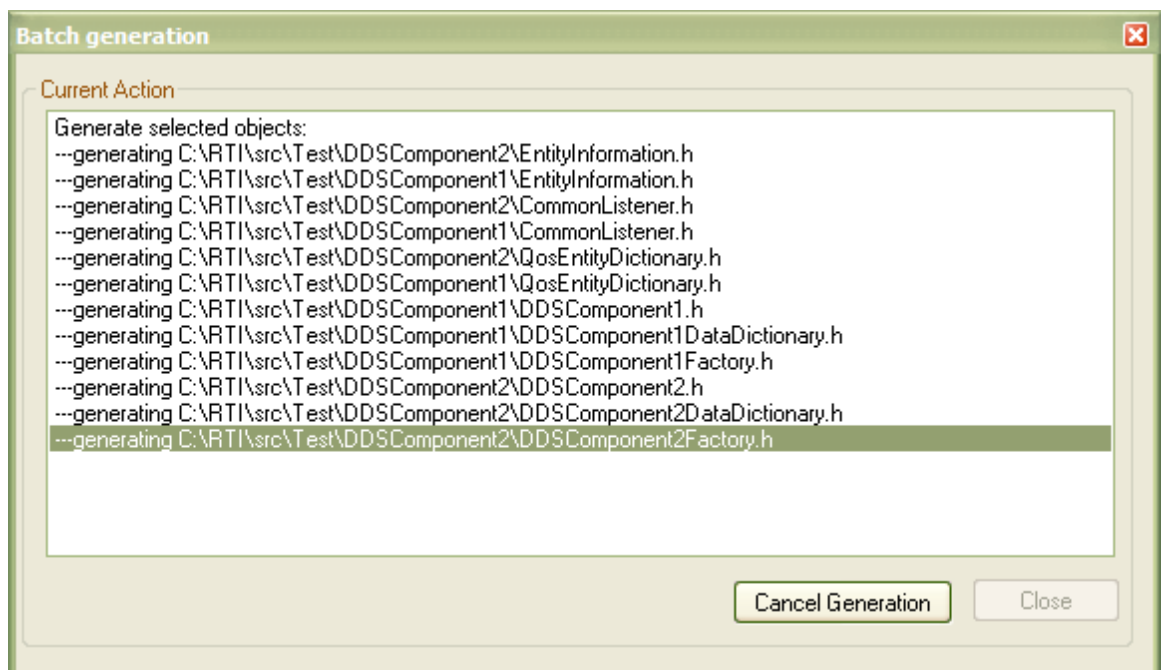 Batch generation
Current Action
Generate selected objects:
---generating C:\RTI\src\Test\DDSComponent2\EntityInformation.h
---generating C:\RTI\src\Test\DDSComponent1\EntityInformation.h
---generating C:\RTI\src\Test\DDSComponent2\CommonListener.h
---generating C:\RTI\src\Test\DDSComponent1\CommonListener.h
---generating C:\RTI\src\Test\DDSComponent2\QosEntityDictionary.h
---generating C:\RTI\src\Test\DDSComponent1\QosEntityDictionary.h
---generating C:\RTI\src\Test\DDSComponent1\DDSComponent1.h
---generating C:\RTI\src\Test\DDSComponent1\DDSComponent1DataDictionary.h
---generating C:\RTI\src\Test\DDSComponent1\DDSComponent1Factory.h
---generating C:\RTI\src\Test\DDSComponent2\DDSComponent2.h
---generating C:\RTI\src\Test\DDSComponent2\DDSComponent2DataDictionary.h
---generating C:\RTI\src\Test\DDSComponent2\DDSComponent2Factory.h
Cancel Generation Close